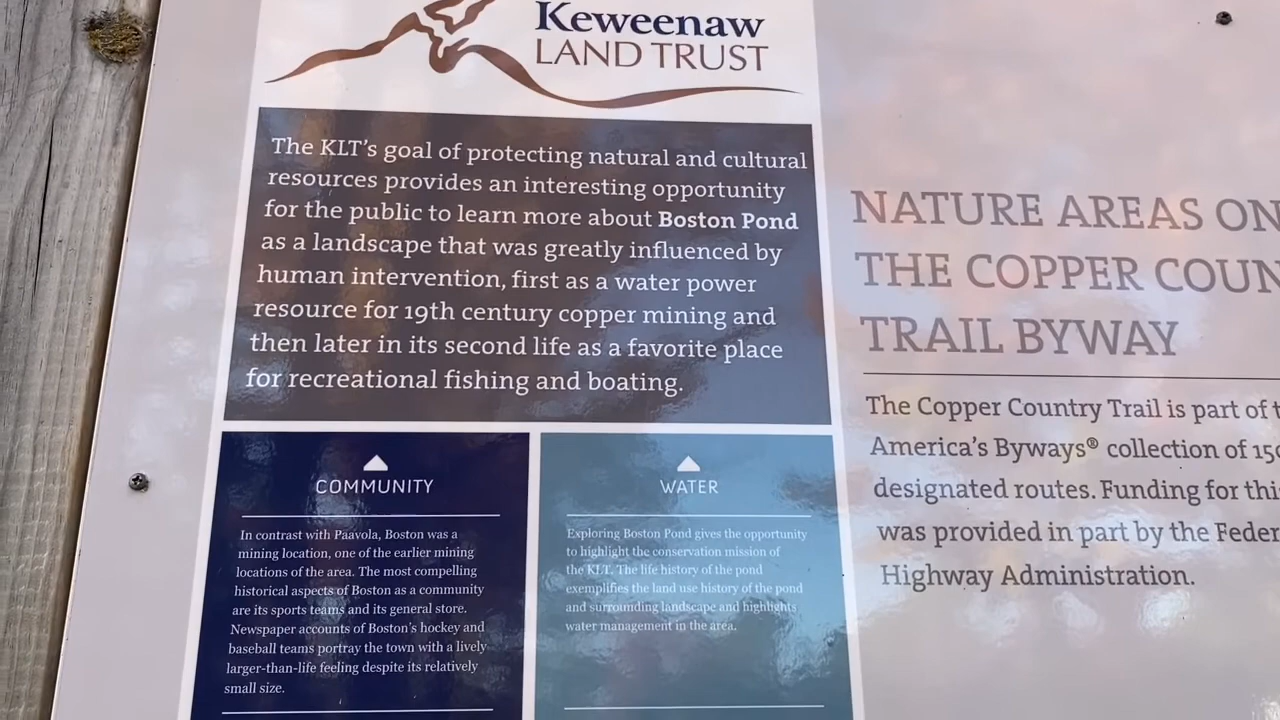 Keweenaw
LAND TRUST
The KLT's goal of protecting natural and cultural
resources provides an interesting opportunity
for the public to learn more about Boston Pond
as a landscape that was greatly influenced by
human intervention, first as a water power
resource for 19th century copper mining and
then later in its second life as a favorite place
for recreational fishing and boating.
COMMUNITY
In contrast with Paavola, Boston was a
mining location, one of the earlier mining
locations of the area. The most compelling
historical aspects of Boston as a community
are its sports teams and its general store.
Newspaper accounts of Boston's hockey and
baseball teams portray the town with a lively
larger-than-life feeling despite its relatively
small size.
WATER
Exploring Boston Pond gives the opportunity
to highlight the conservation mission of
the KLT. The life history of the pond
exemplifies the land use history of the pond
and surrounding landscape and highlights
water management in the area.
NATURE AREAS ON
THE COPPER COUN
TRAIL BYWAY
The Copper Country Trail is part of
America's Byways® collection of
designated routes. Funding for
was provided in part by the
Highway Administration.